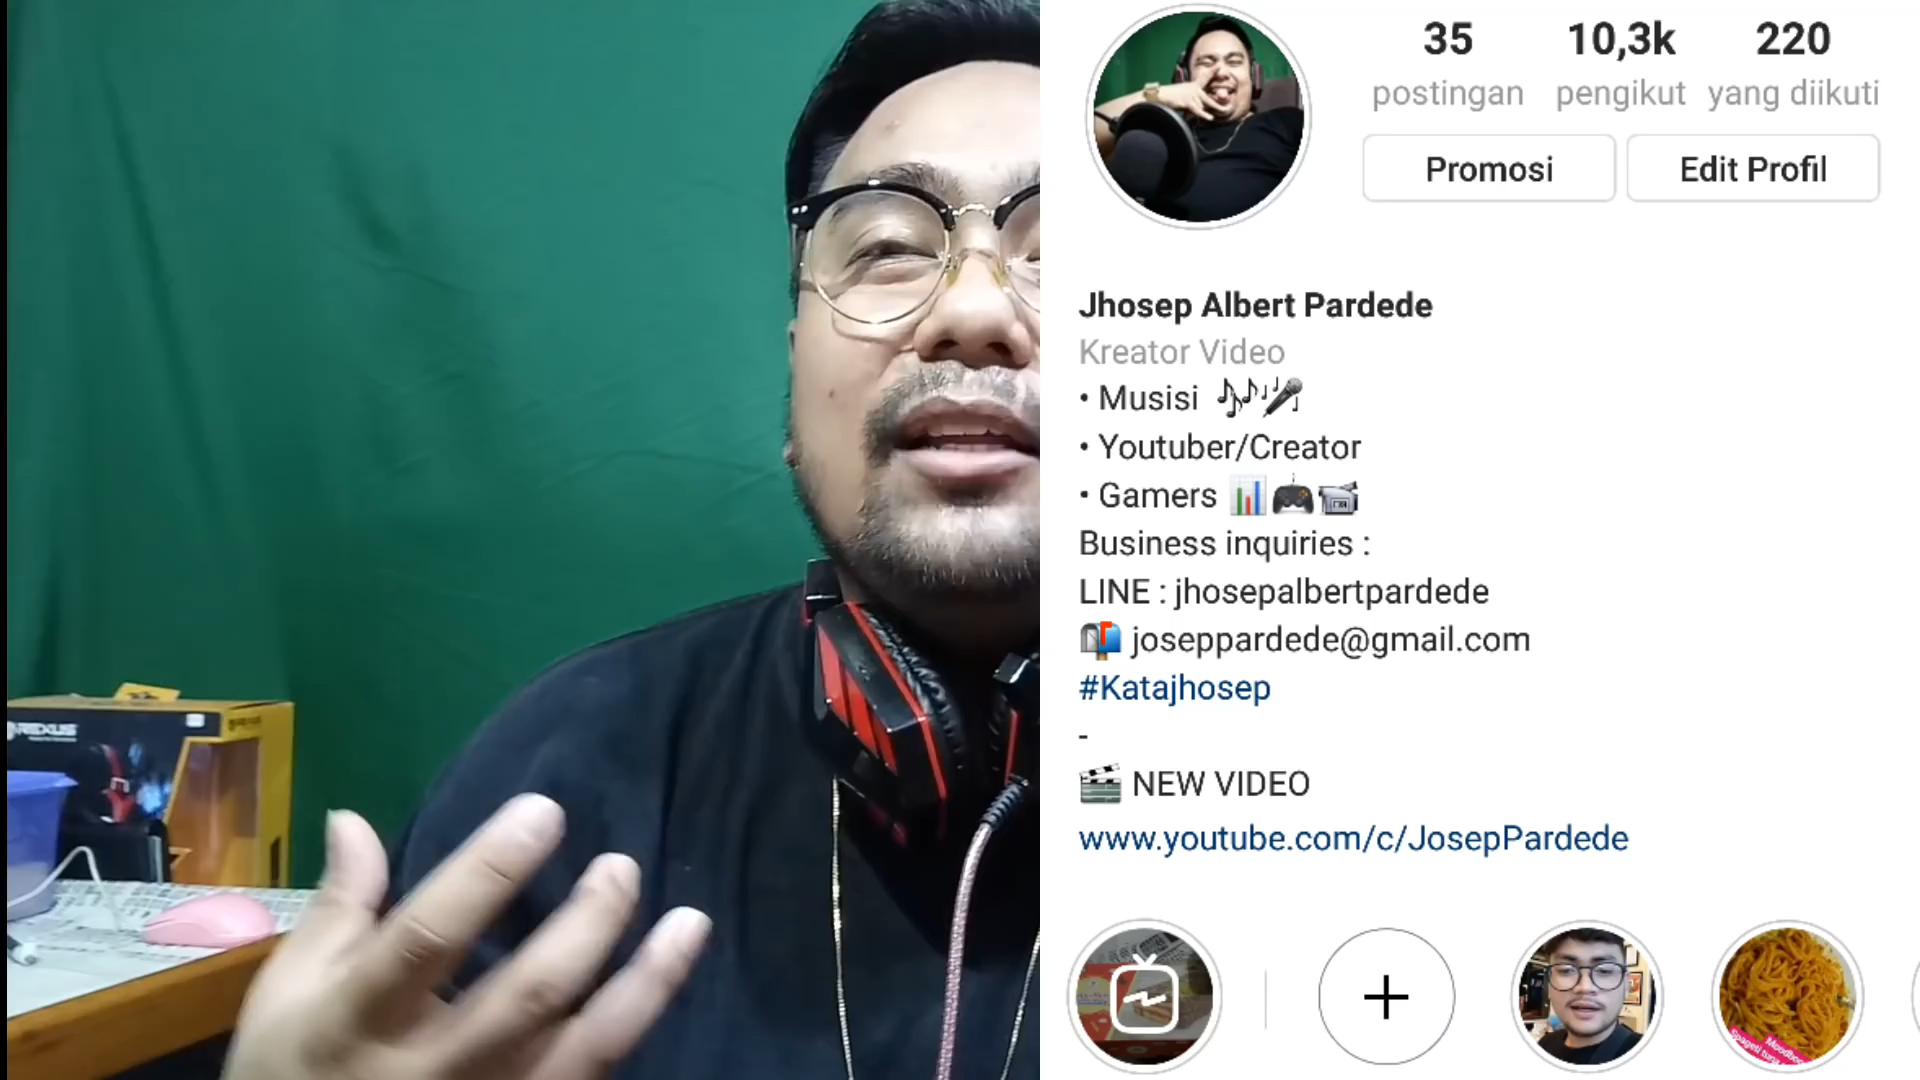 REXUS
35 10,3k 220
postingan pengikut yang diikuti
Promosi Edit Profil
Jhosep Albert Pardede
Kreator Video
• Musisi
• Youtuber/Creator
• Gamers
Business inquiries :
LINE : jhosepalbertpardede
joseppardede@gmail.com
#Katajhosep
-
NEW VIDEO
www.youtube.com/c/JosepPardede